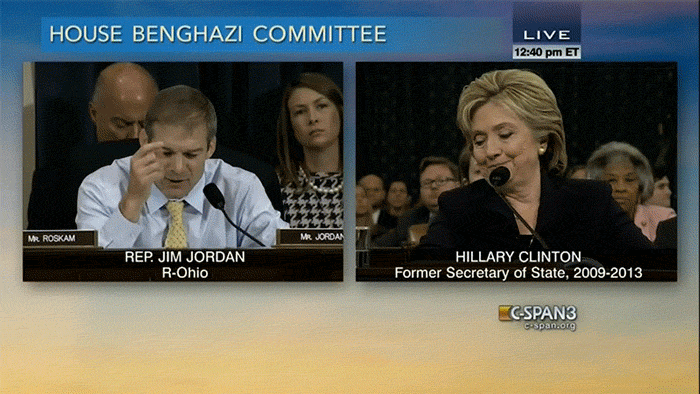 HOUSE BENGHAZI COMMITTEE
LIVE
12:40 pm ET
MR. ROSKAM
MR. JORDAN
REP. JIM JORDAN
R-Ohio
HILLARY CLINTON
Former Secretary of State, 2009-2013
C-SPAN3
c-span.org